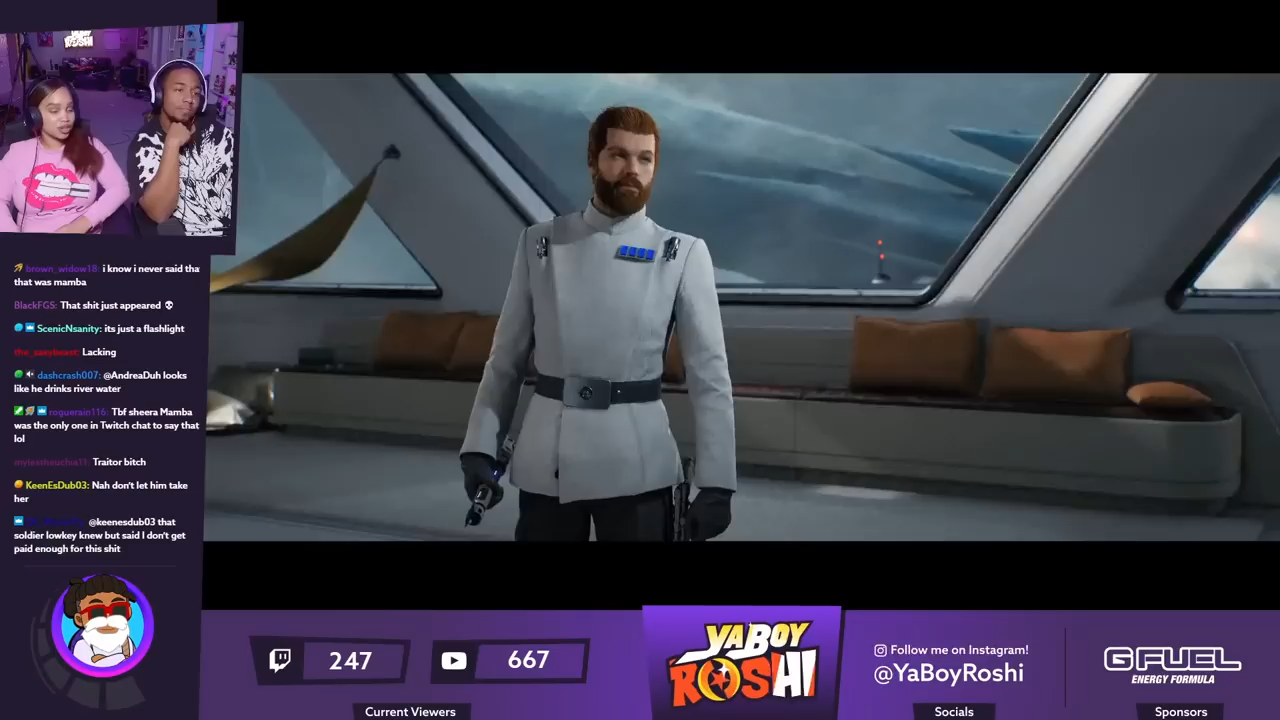 YABOY
ROSHI
brown_widow18: i know i never said tha
that was mamba
BlackFGS: That shit just appeared 💀
ScenicNsanity: its just a flashlight
the_saxybeast: Lacking
dashcrash007: @AndreaDuh looks
like he drinks river water
roguerain116: Tbf sheera Mamba
was the only one in Twitch chat to say that
lol
Traitor bitch
KeenEsDub03: Nah don't let him take
her
@keenesdub03 that
soldier lowkey knew but said I don't get
paid enough for this shit
247
667
Current Viewers
YABOY
ROSHI
Follow me on Instagram!
@YaBoyRoshi
Socials
G FUEL
ENERGY FORMULA
Sponsors